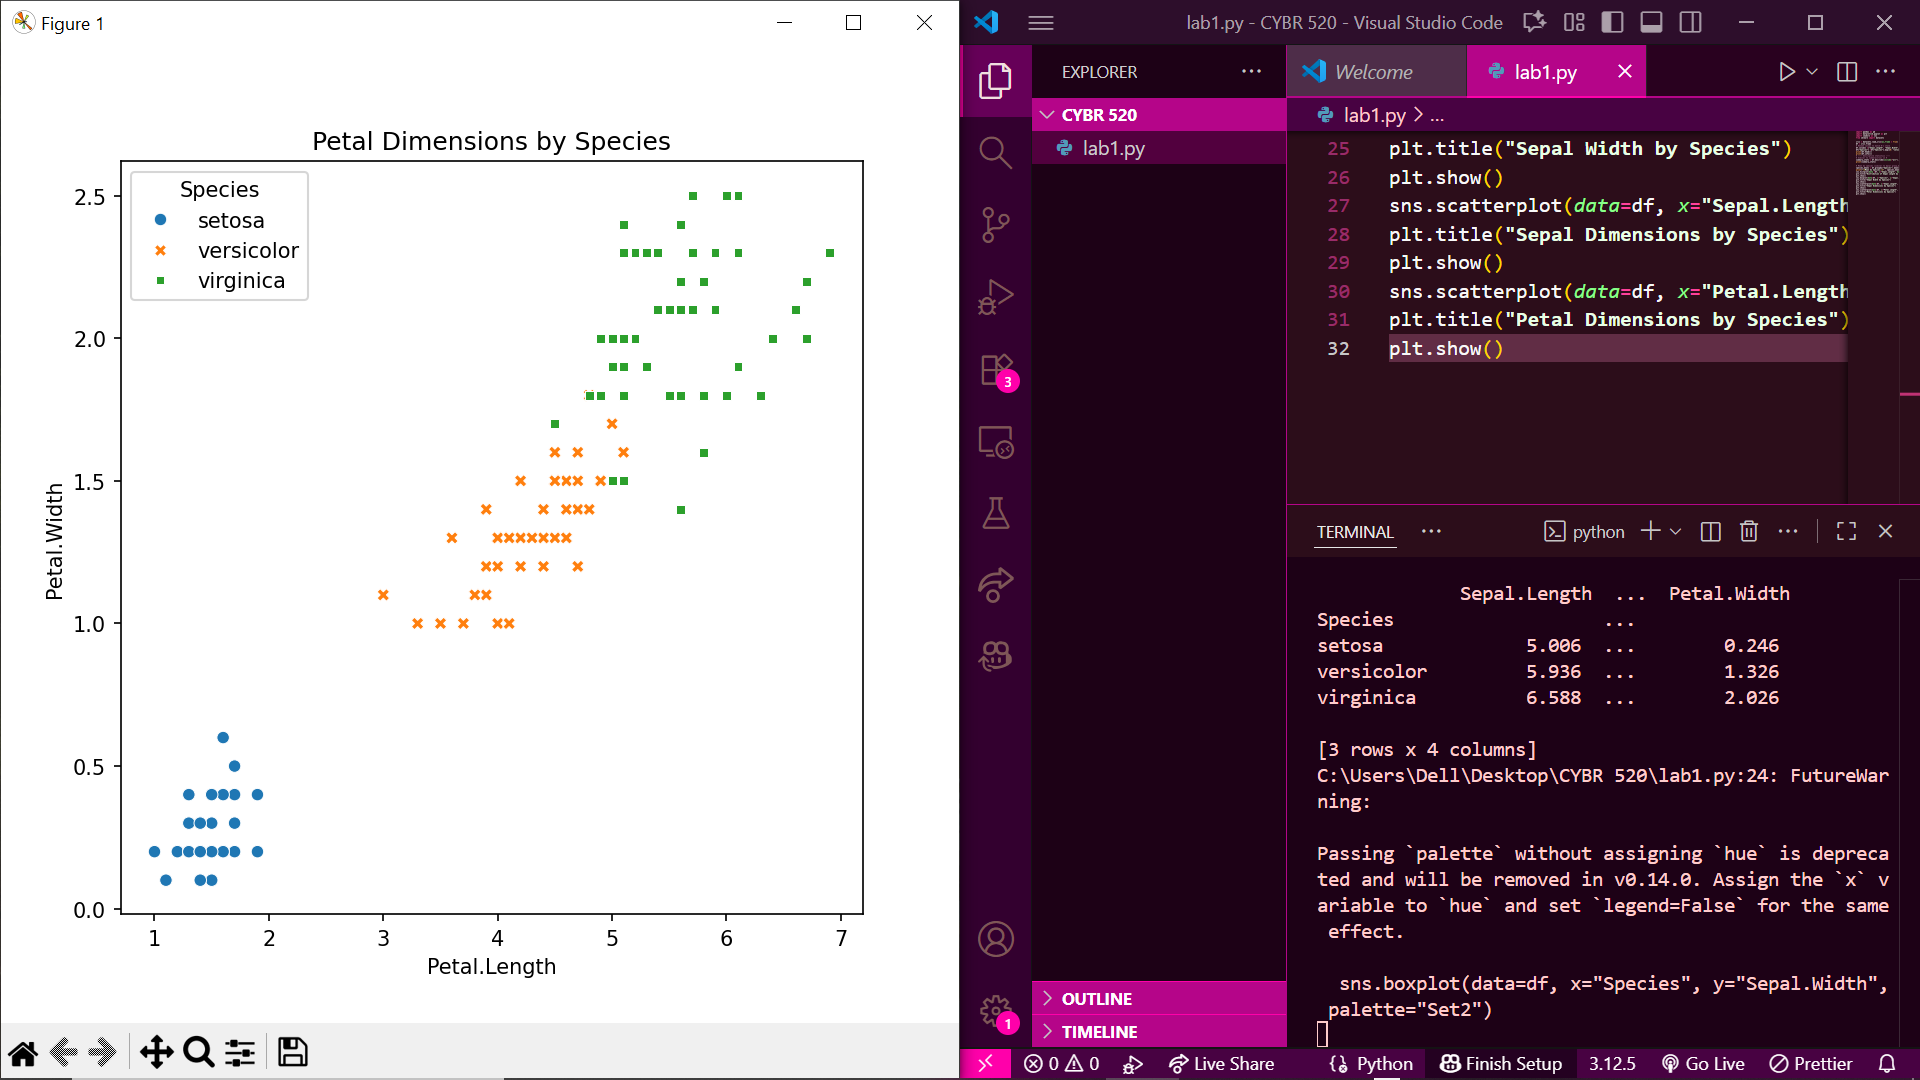 Figure 1
Petal Dimensions by Species
Species
setosa
versicolor
virginica
2.5
2.0
1.5
1.0
0.5
0.0
Petal.Width
1 2 3 4 5 6 7
Petal.Length
lab1.py - CYBR 520 - Visual Studio Code
EXPLORER
CYBR 520
lab1.py
3
1
OUTLINE
TIMELINE
Welcome
lab1.py
lab1.py > ...
25 plt.title("Sepal Width by Species")
26 plt.show()
27 sns.scatterplot(data=df, x="Sepal.Length
28 plt.title("Sepal Dimensions by Species")
29 plt.show()
30 sns.scatterplot(data=df, x="Petal.Length
31 plt.title("Petal Dimensions by Species")
32 plt.show()
TERMINAL
python
Sepal.Length ... Petal.Width
Species ...
setosa 5.006 ... 0.246
versicolor 5.936 ... 1.326
virginica 6.588 ... 2.026
[3 rows x 4 columns]
C:\Users\Dell\Desktop\CYBR 520\lab1.py:24: FutureWar
ning:
Passing `palette` without assigning `hue` is depreca
ted and will be removed in v0.14.0. Assign the `x` v
ariable to `hue` and set `legend=False` for the same
effect.
sns.boxplot(data=df, x="Species", y="Sepal.Width",
palette="Set2")
0 0 Live Share {} Python Finish Setup 3.12.5 Go Live Prettier